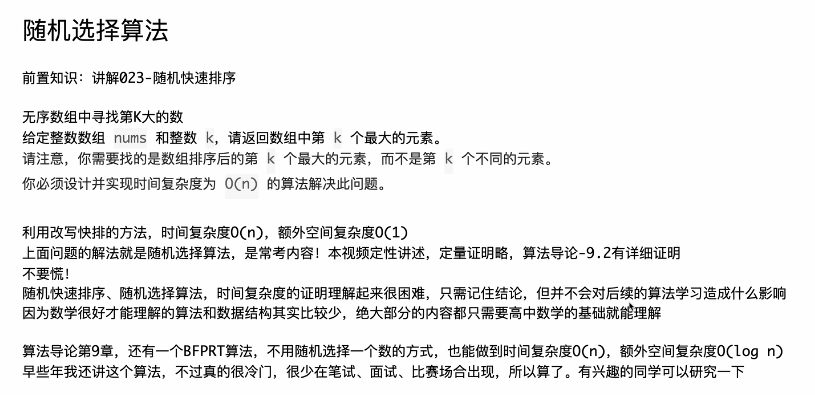 随机选择算法
前置知识：讲解023-随机快速排序
无序数组中寻找第K大的数
给定整数数组 nums 和整数 k，请返回数组中第 k 个最大的元素。
请注意，你需要找的是数组排序后的第 k 个最大的元素，而不是第 k 个不同的元素。
你必须设计并实现时间复杂度为 O(n) 的算法解决此问题。
利用改写快排的方法，时间复杂度O(n)，额外空间复杂度O(1)
上面问题的解法就是随机选择算法，是常考内容！本视频定性讲述，定量证明略，算法导论-9.2有详细证明
不要慌！
随机快速排序、随机选择算法，时间复杂度的证明理解起来很困难，只需记住结论，但并不会对后续的算法学习造成什么影响
因为数学很好才能理解的算法和数据结构其实比较少，绝大部分的内容都只需要高中数学的基础就能理解
算法导论第9章，还有一个BFPRT算法，不用随机选择一个数的方式，也能做到时间复杂度O(n)，额外空间复杂度O(log n)
早些年我还讲这个算法，不过真的很冷门，很少在笔试、面试、比赛场合出现，所以算了。有兴趣的同学可以研究一下